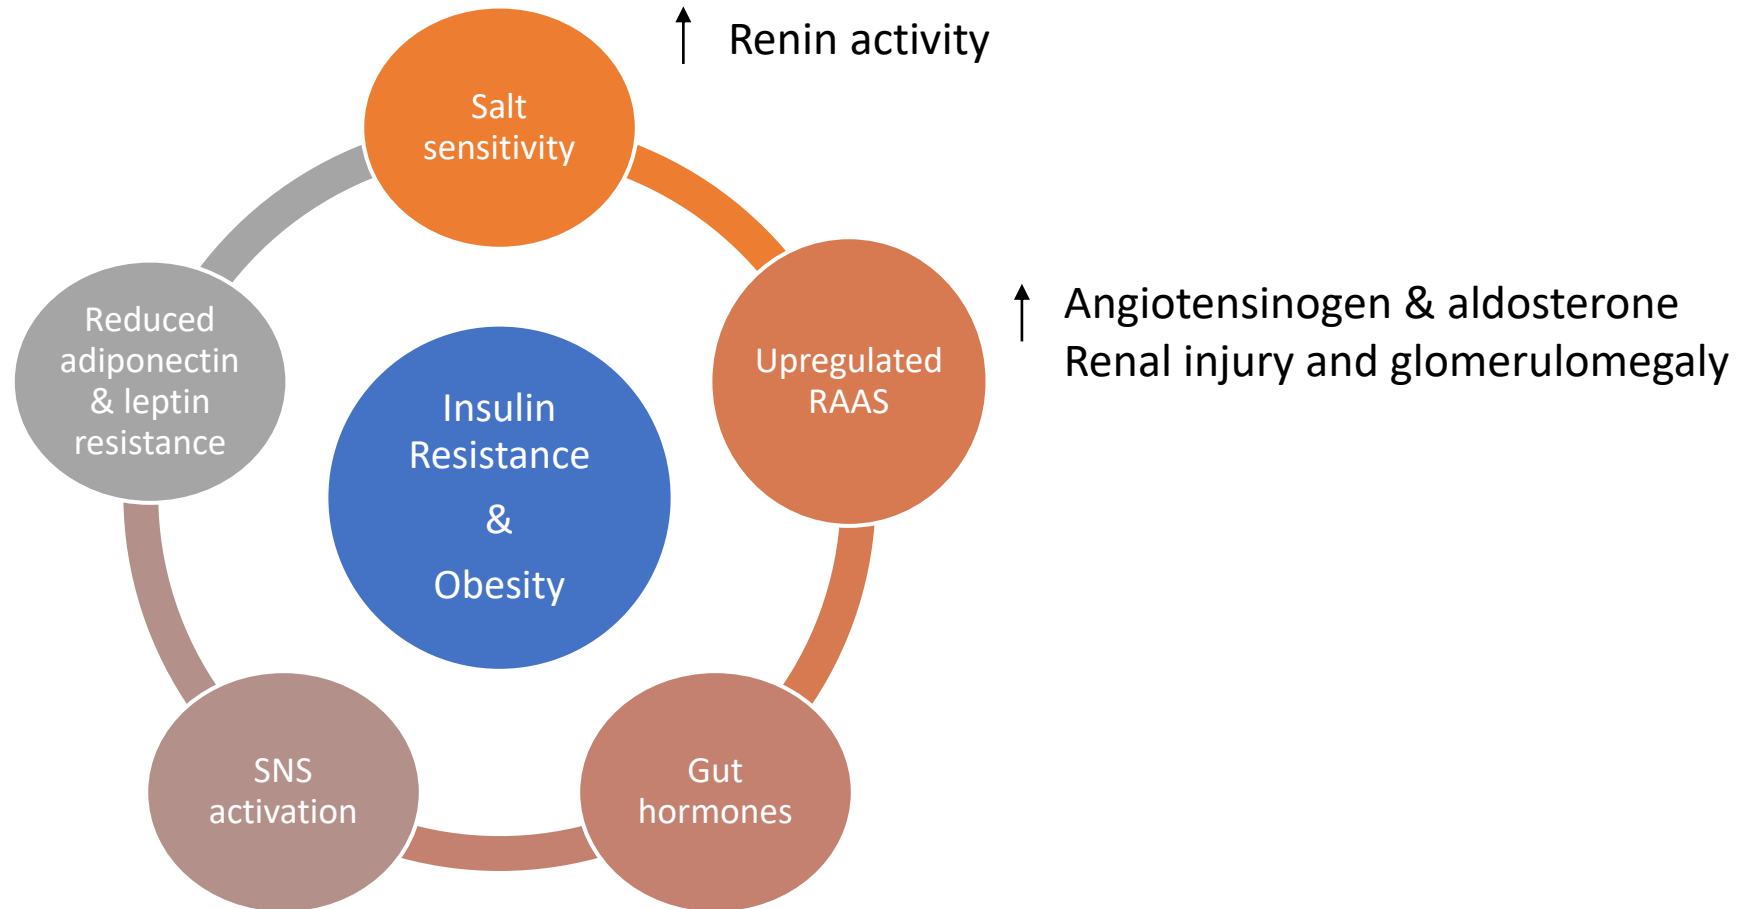 ↑ Renin activity
Salt
sensitivity
↑ Angiotensinogen & aldosterone
Renal injury and glomerulomegaly
Reduced
adiponectin
& leptin
resistance
Upregulated
RAAS
Insulin
Resistance
&
Obesity
SNS
activation
Gut
hormones